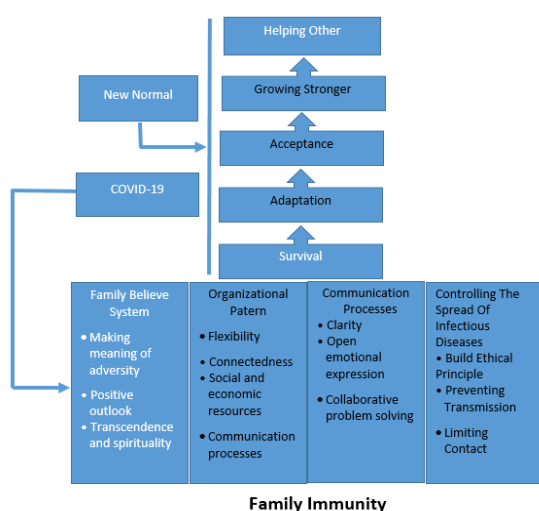 Helping Other
Growing Stronger
New Normal
Acceptance
COVID-19
Adaptation
Survival
Family Believe
System
• Making
meaning of
adversity
• Positive
outlook
• Transcendence
and spirituality
Organizational
Patern
• Flexibility
• Connectedness
• Social and
economic
resources
• Communication
processes
Communication
Processes
• Clarity
• Open
emotional
expression
• Collaborative
problem solving
Controlling The
Spread Of
Infectious
Diseases
• Build Ethical
Principle
• Preventing
Transmission
• Limiting
Contact
Family Immunity